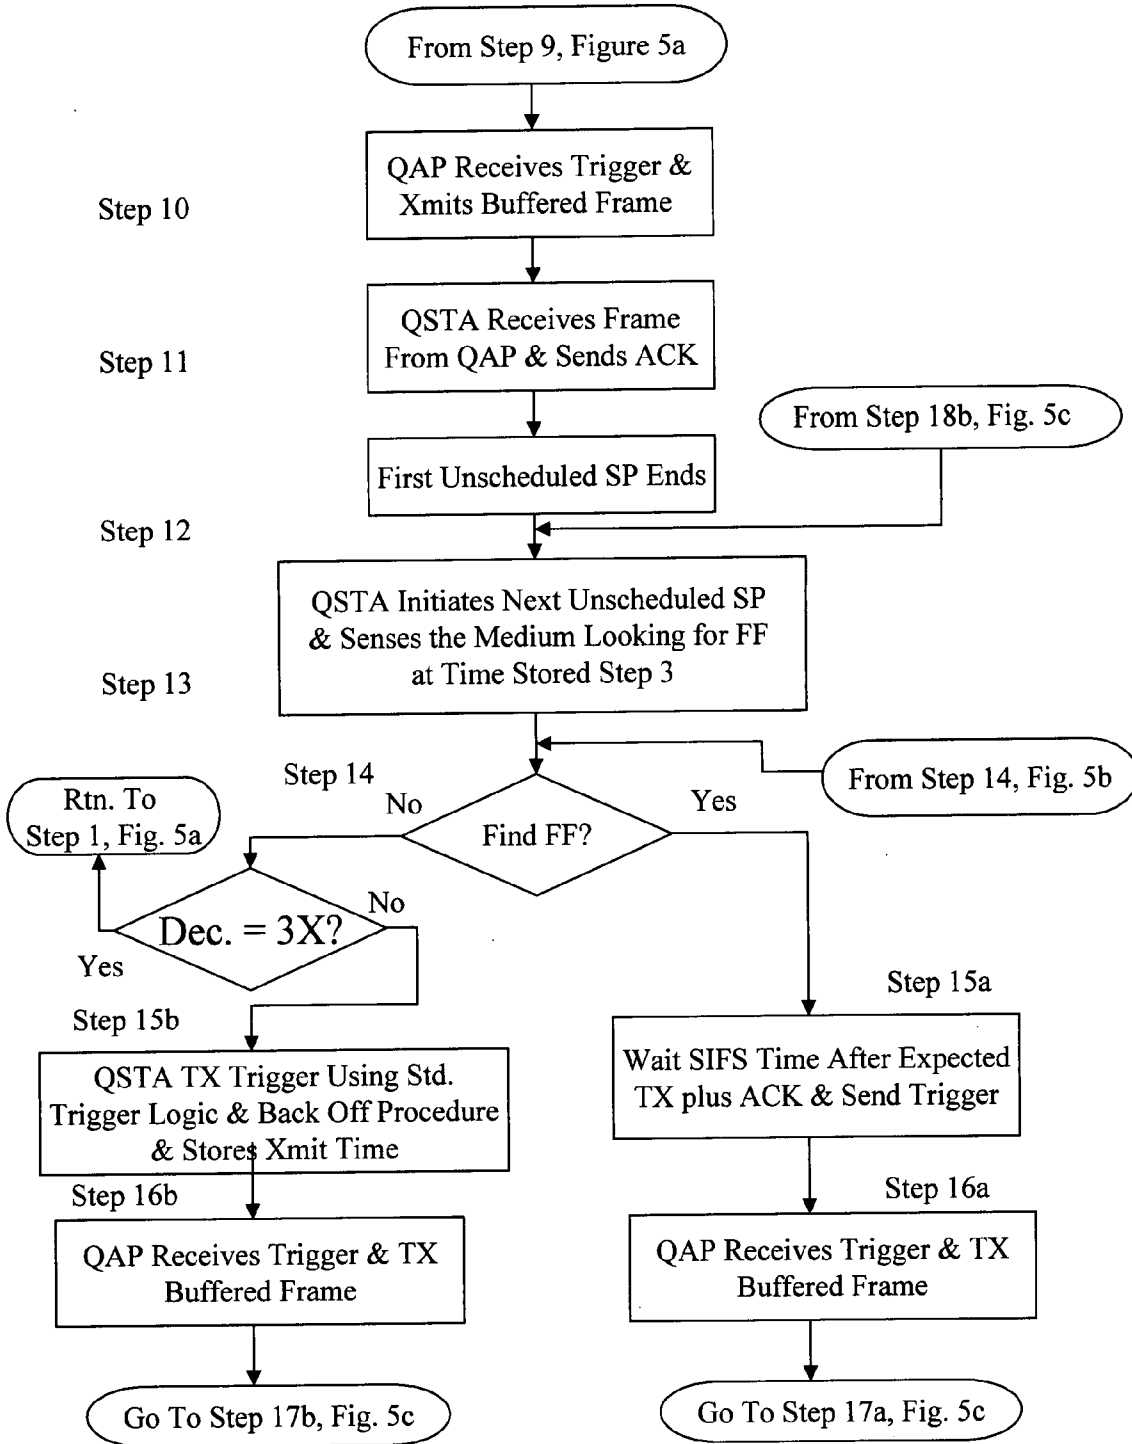 From Step 9, Figure 5a
QAP Receives Trigger &
Xmits Buffered Frame
Step 10
QSTA Receives Frame
From QAP & Sends ACK
Step 11
From Step 18b, Fig. 5c
First Unscheduled SP Ends
Step 12
QSTA Initiates Next Unscheduled SP
& Senses the Medium Looking for FF
at Time Stored Step 3
Step 13
Step 14
From Step 14, Fig. 5b
Rtn. To
Step 1, Fig. 5a
No
Yes
Find FF?
No
Dec. = 3X?
Yes
Step 15a
Step 15b
Wait SIFS Time After Expected
TX plus ACK & Send Trigger
QSTA TX Trigger Using Std.
Trigger Logic & Back Off Procedure
& Stores Xmit Time
Step 16b
Step 16a
QAP Receives Trigger & TX
Buffered Frame
QAP Receives Trigger & TX
Buffered Frame
Go To Step 17b, Fig. 5c
Go To Step 17a, Fig. 5c